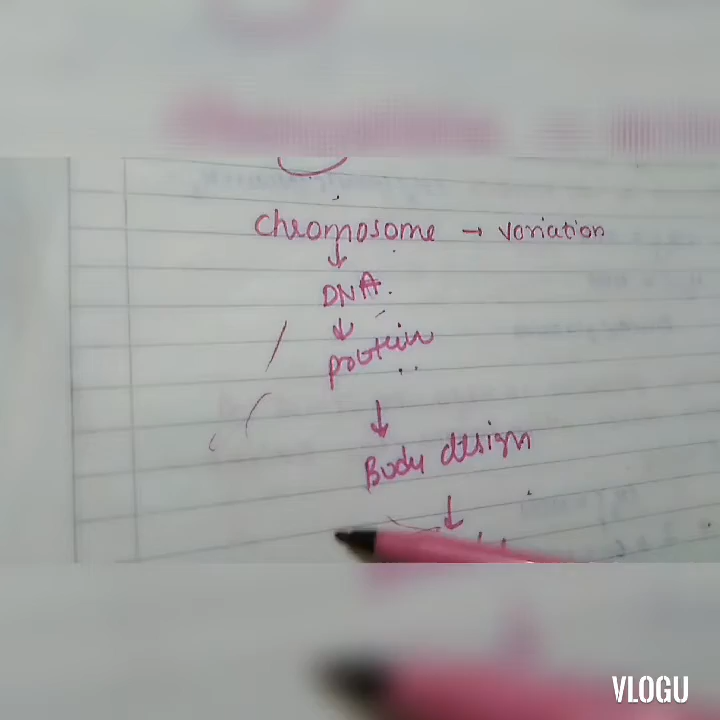 chromosome → variation
↓
DNA.
↓
protein
↓
Body design
↓
VLOGU